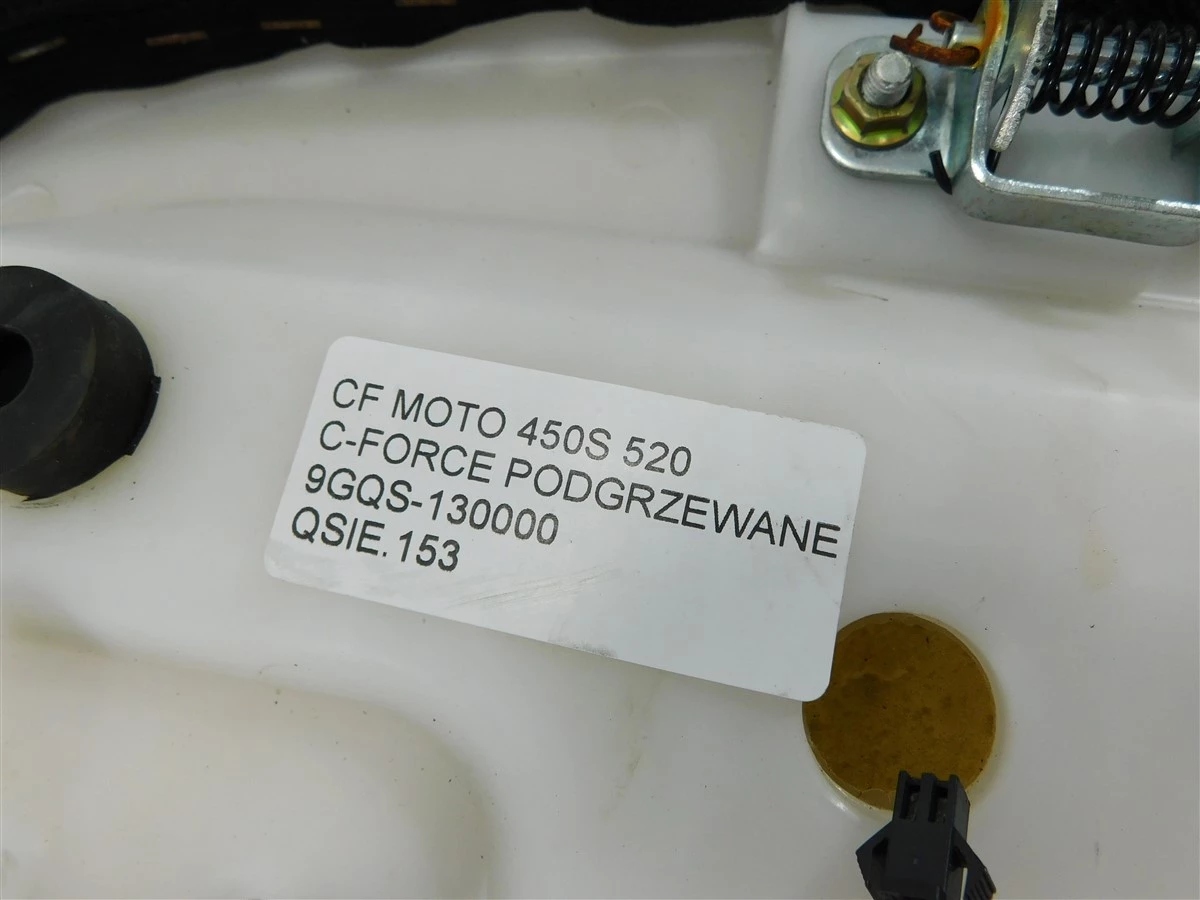 CF MOTO 450S 520
C-FORCE PODGRZEWANE
9GQS-130000
QSIE.153